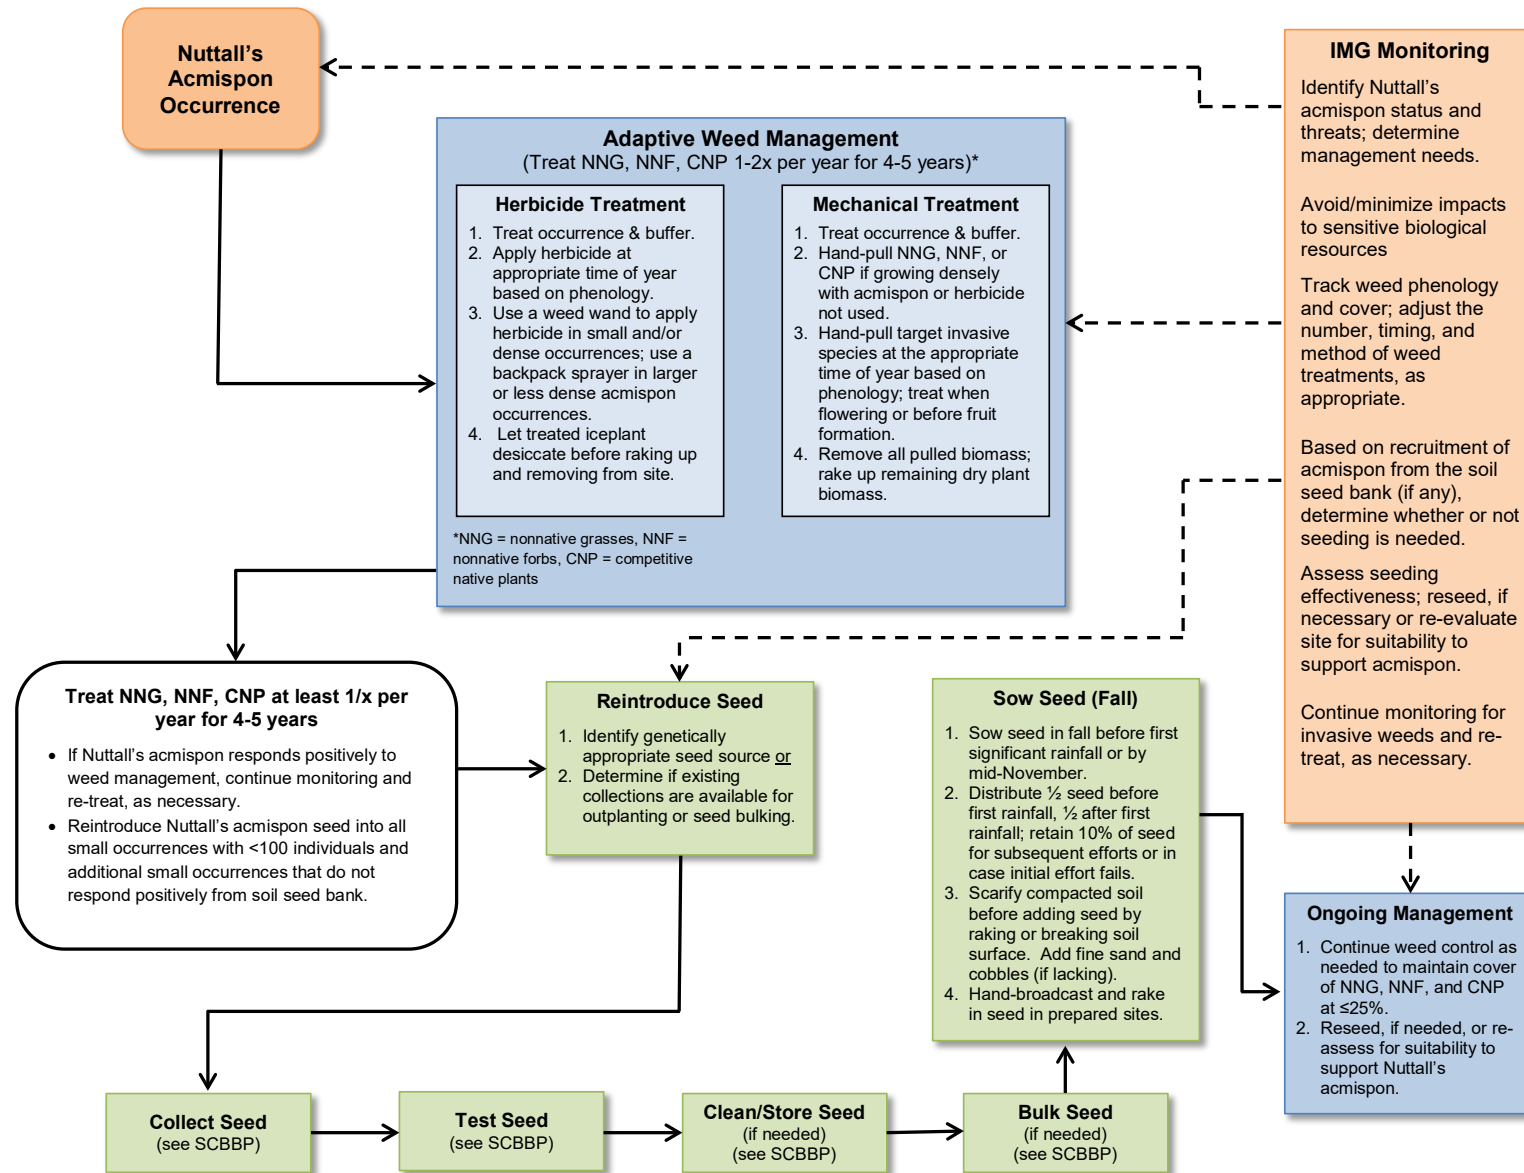 Nuttall's
Acmispon
Occurrence
Adaptive Weed Management
(Treat NNG, NNF, CNP 1-2x per year for 4-5 years)*
Herbicide Treatment
1. Treat occurrence & buffer.
2. Apply herbicide at
appropriate time of year
based on phenology.
3. Use a weed wand to apply
herbicide in small and/or
dense occurrences; use a
backpack sprayer in larger
or less dense acmispon
occurrences.
4. Let treated iceplant
desiccate before raking up
and removing from site.
Mechanical Treatment
1. Treat occurrence & buffer.
2. Hand-pull NNG, NNF, or
CNP if growing densely
with acmispon or herbicide
not used.
3. Hand-pull target invasive
species at the appropriate
time of year based on
phenology; treat when
flowering or before fruit
formation.
4. Remove all pulled biomass;
rake up remaining dry plant
biomass.
*NNG = nonnative grasses, NNF =
nonnative forbs, CNP = competitive
native plants
IMG Monitoring
Identify Nuttall's
acmispon status and
threats; determine
management needs.
Avoid/minimize impacts
to sensitive biological
resources
Track weed phenology
and cover; adjust the
number, timing, and
method of weed
treatments, as
appropriate.
Based on recruitment of
acmispon from the soil
seed bank (if any),
determine whether or not
seeding is needed.
Assess seeding
effectiveness; reseed, if
necessary or re-evaluate
site for suitability to
support acmispon.
Continue monitoring for
invasive weeds and re-
treat, as necessary.
Treat NNG, NNF, CNP at least 1/x per
year for 4-5 years
• If Nuttall's acmispon responds positively to
weed management, continue monitoring and
re-treat, as necessary.
• Reintroduce Nuttall's acmispon seed into all
small occurrences with <100 individuals and
additional small occurrences that do not
respond positively from soil seed bank.
Reintroduce Seed
1. Identify genetically
appropriate seed source or
2. Determine if existing
collections are available for
outplanting or seed bulking.
Sow Seed (Fall)
1. Sow seed in fall before first
significant rainfall or by
mid-November.
2. Distribute ½ seed before
first rainfall, ½ after first
rainfall; retain 10% of seed
for subsequent efforts or in
case initial effort fails.
3. Scarify compacted soil
before adding seed by
raking or breaking soil
surface. Add fine sand and
cobbles (if lacking).
4. Hand-broadcast and rake
in seed in prepared sites.
Ongoing Management
1. Continue weed control as
needed to maintain cover
of NNG, NNF, and CNP
at ≤25%.
2. Reseed, if needed, or re-
assess for suitability to
support Nuttall's
acmispon.
Collect Seed
(see SCBBP)
Test Seed
(see SCBBP)
Clean/Store Seed
(if needed)
(see SCBBP)
Bulk Seed
(if needed)
(see SCBBP)